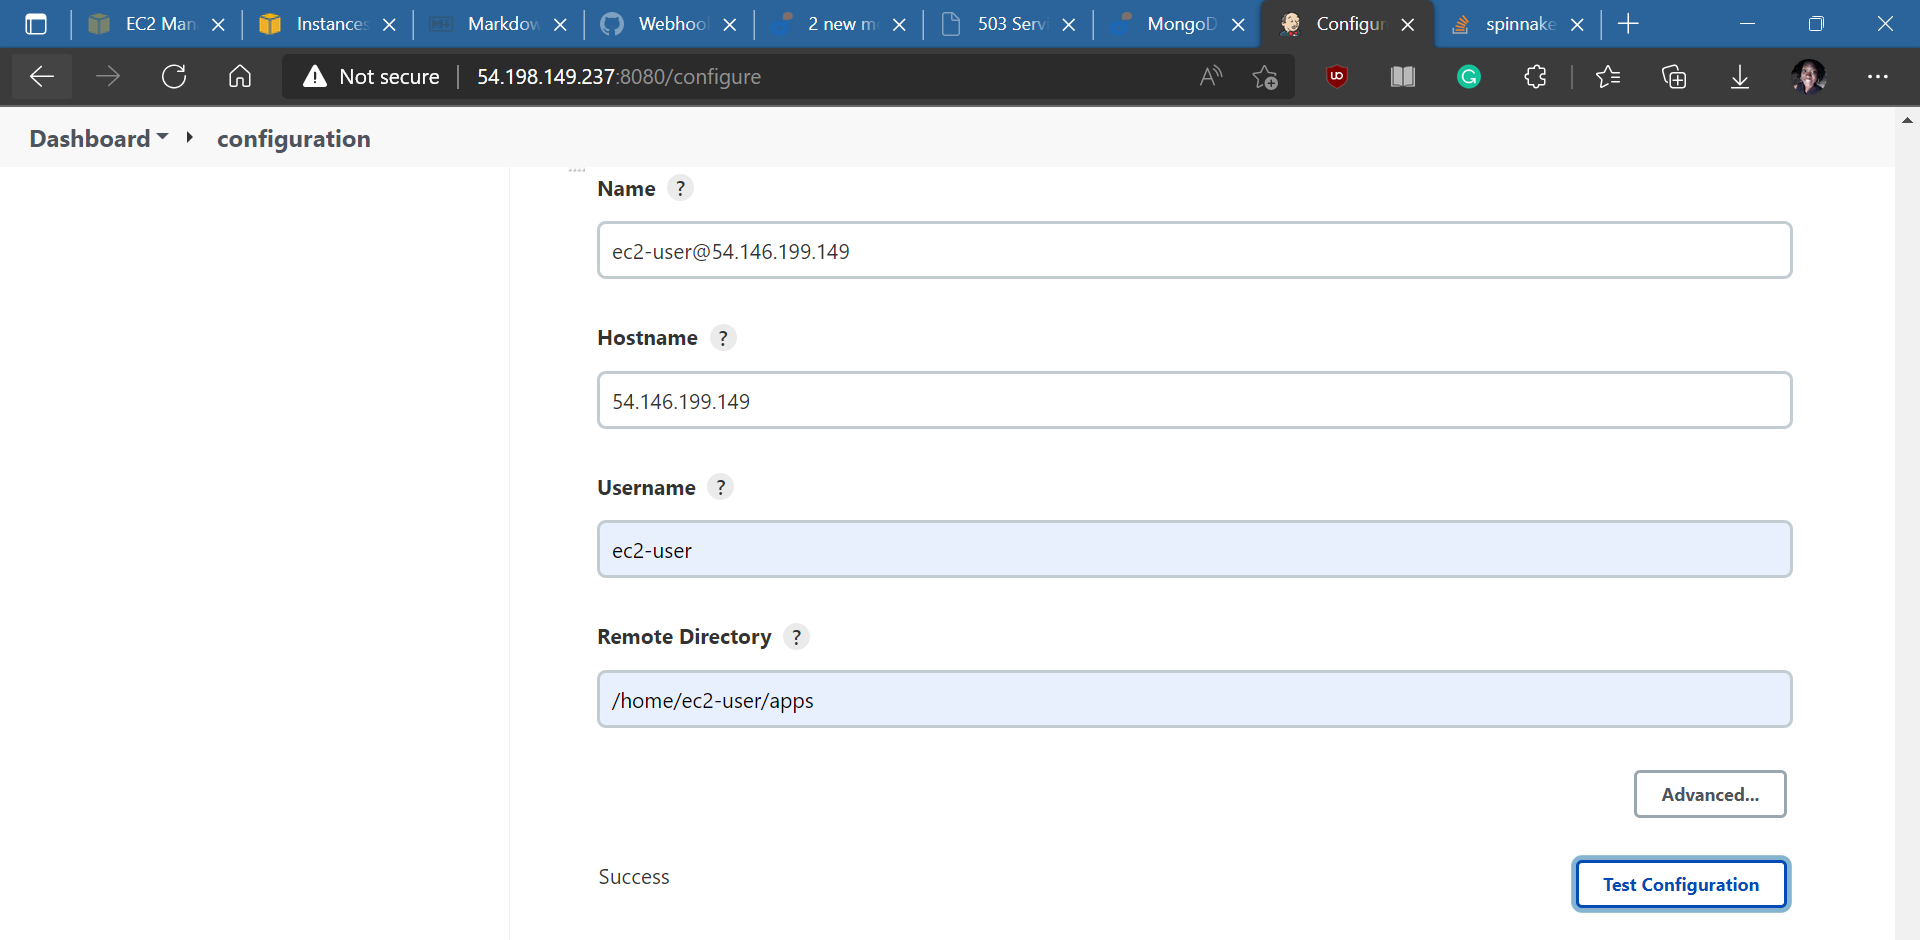 EC2 Man
Instances
Markdow
Webhoo
2 new m
503 Servi
MongoD
Configur
spinnake
Not secure
54.198.149.237:8080/configure
Dashboard
configuration
Name ?
ec2-user@54.146.199.149
Hostname ?
54.146.199.149
Username ?
ec2-user
Remote Directory ?
/home/ec2-user/apps
Advanced...
Success
Test Configuration